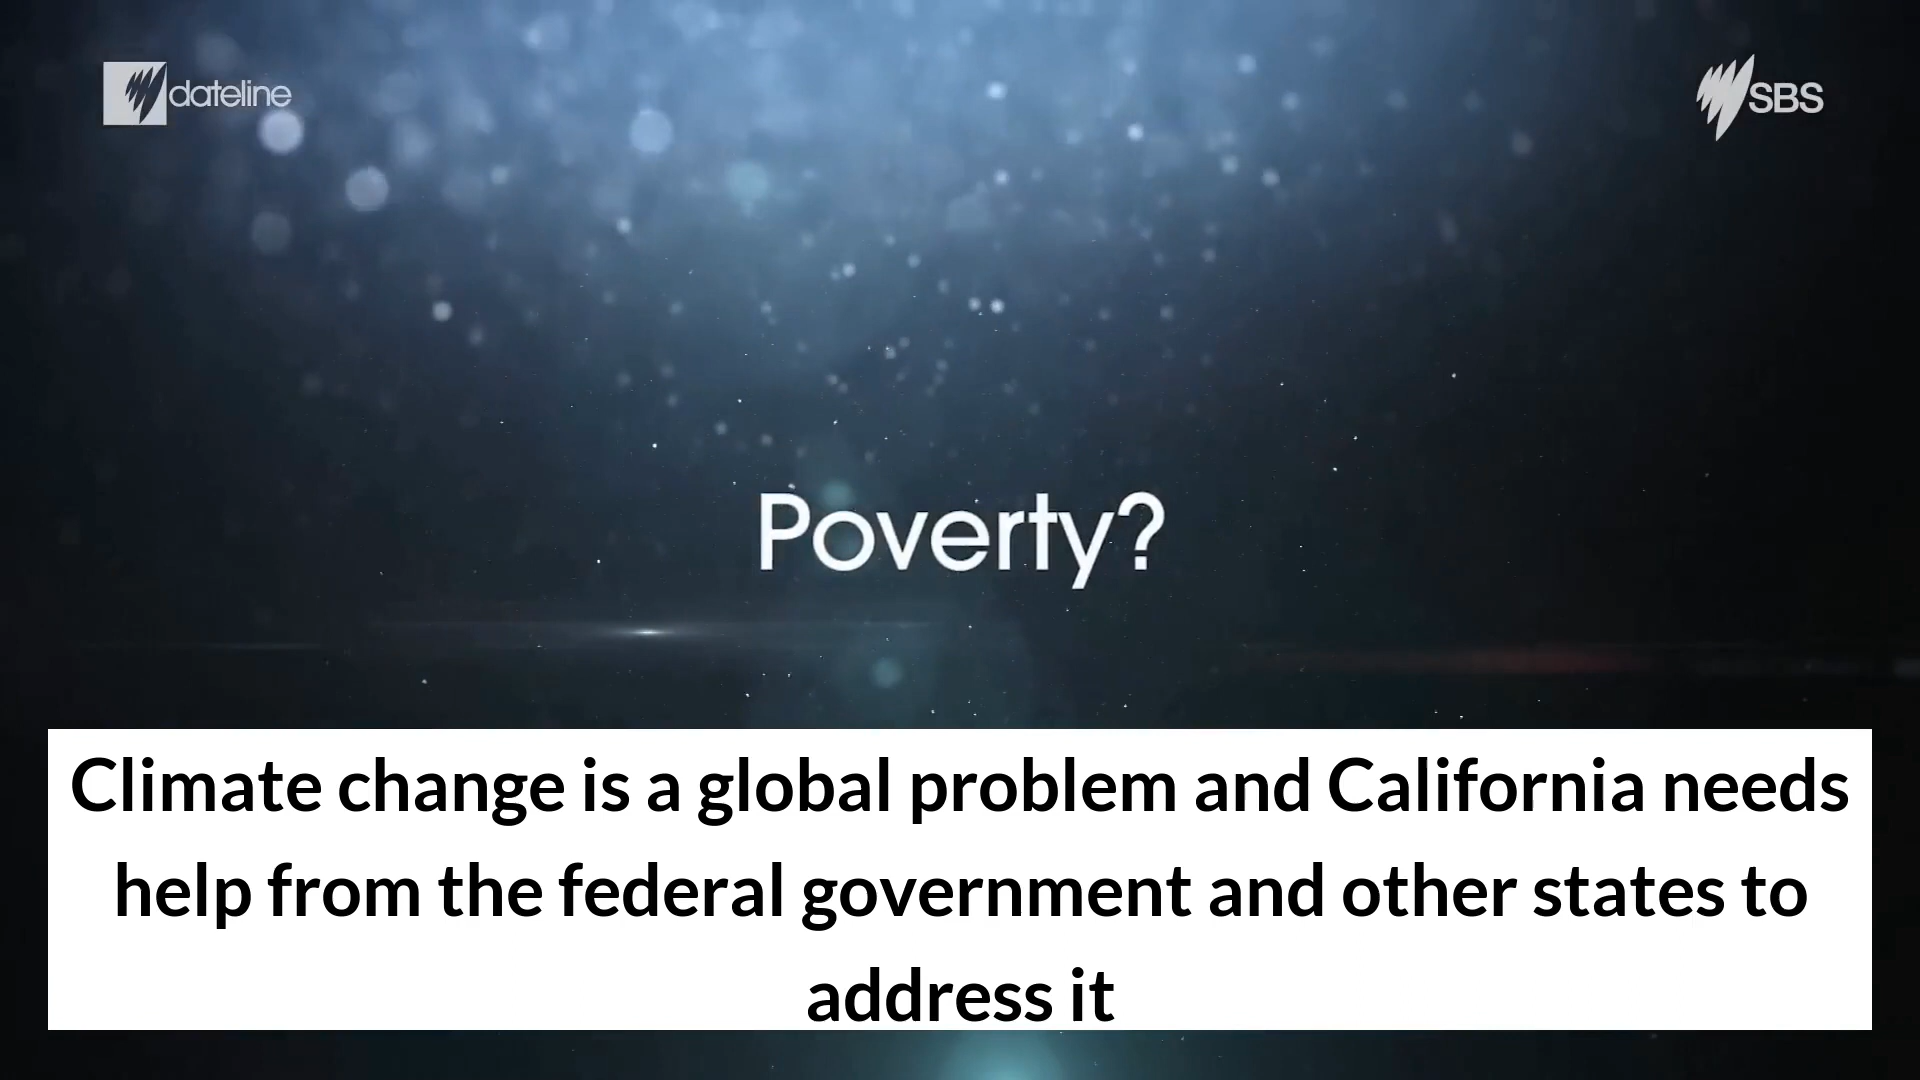 dateline
SBS
Poverty?
Climate change is a global problem and California needs
help from the federal government and other states to
address it